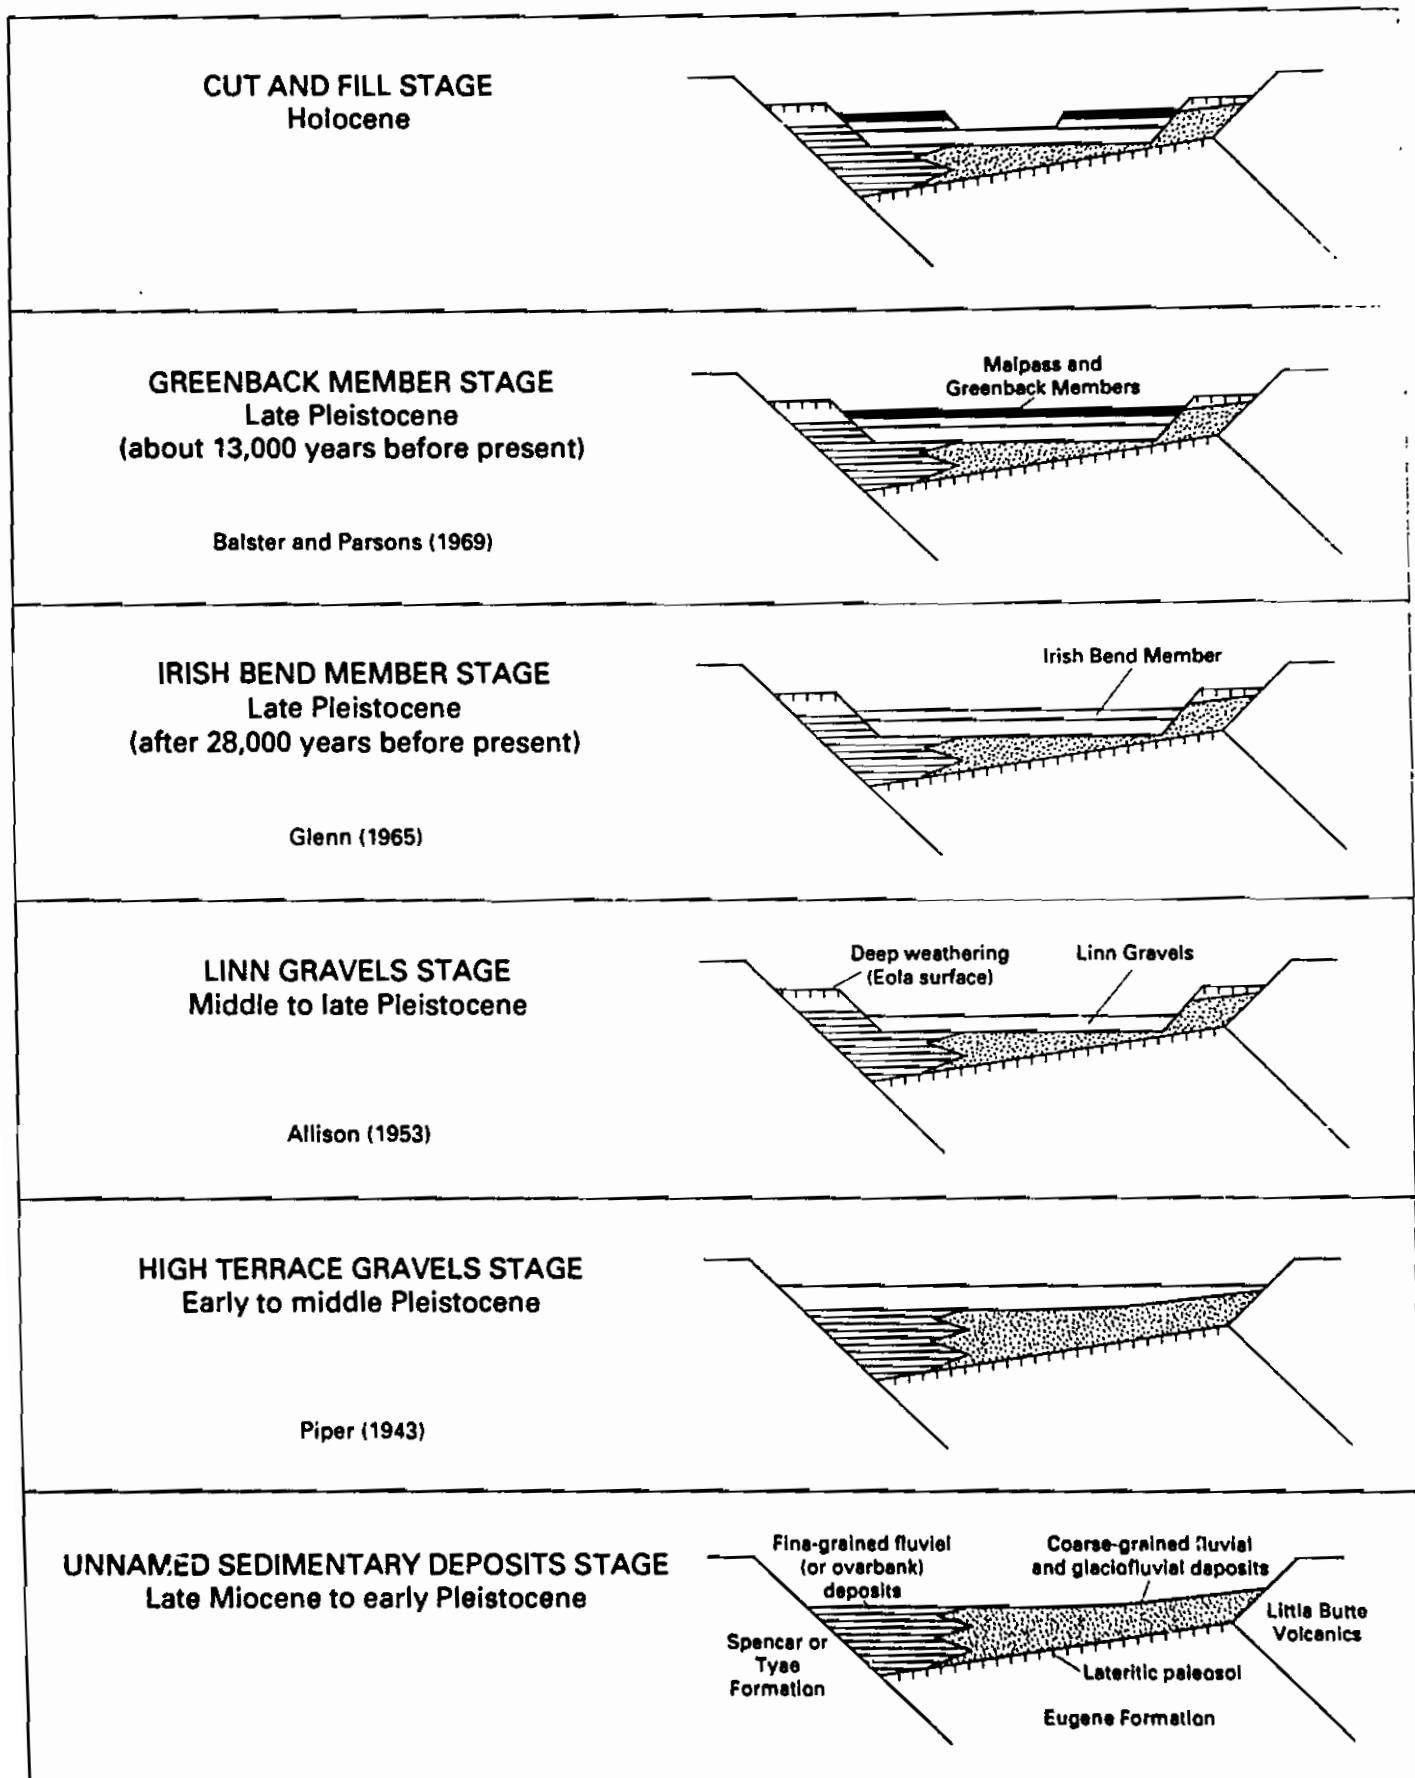 CUT AND FILL STAGE
Holocene
GREENBACK MEMBER STAGE
Late Pleistocene
(about 13,000 years before present)
Balster and Parsons (1969)
Malpass and
Greenback Members
IRISH BEND MEMBER STAGE
Late Pleistocene
(after 28,000 years before present)
Glenn (1965)
Irish Bend Member
LINN GRAVELS STAGE
Middle to late Pleistocene
Allison (1953)
Deep weathering
(Eola surface)
Linn Gravels
HIGH TERRACE GRAVELS STAGE
Early to middle Pleistocene
Piper (1943)
UNNAMED SEDIMENTARY DEPOSITS STAGE
Late Miocene to early Pleistocene
Fine-grained fluvial
(or overbank)
deposits
Coarse-grained fluvial
and glaciofluvial deposits
Spencer or
Tyee
Formation
Little Butte
Volcanics
Lateritic paleosol
Eugene Formation